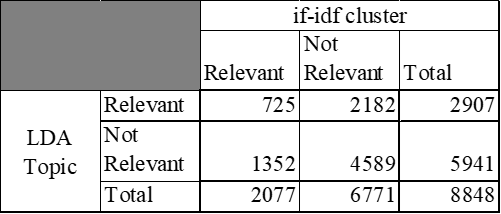 if-idf cluster
Relevant Not Relevant Total
LDA Topic
Relevant 725 2182 2907
Not Relevant 1352 4589 5941
Total 2077 6771 8848